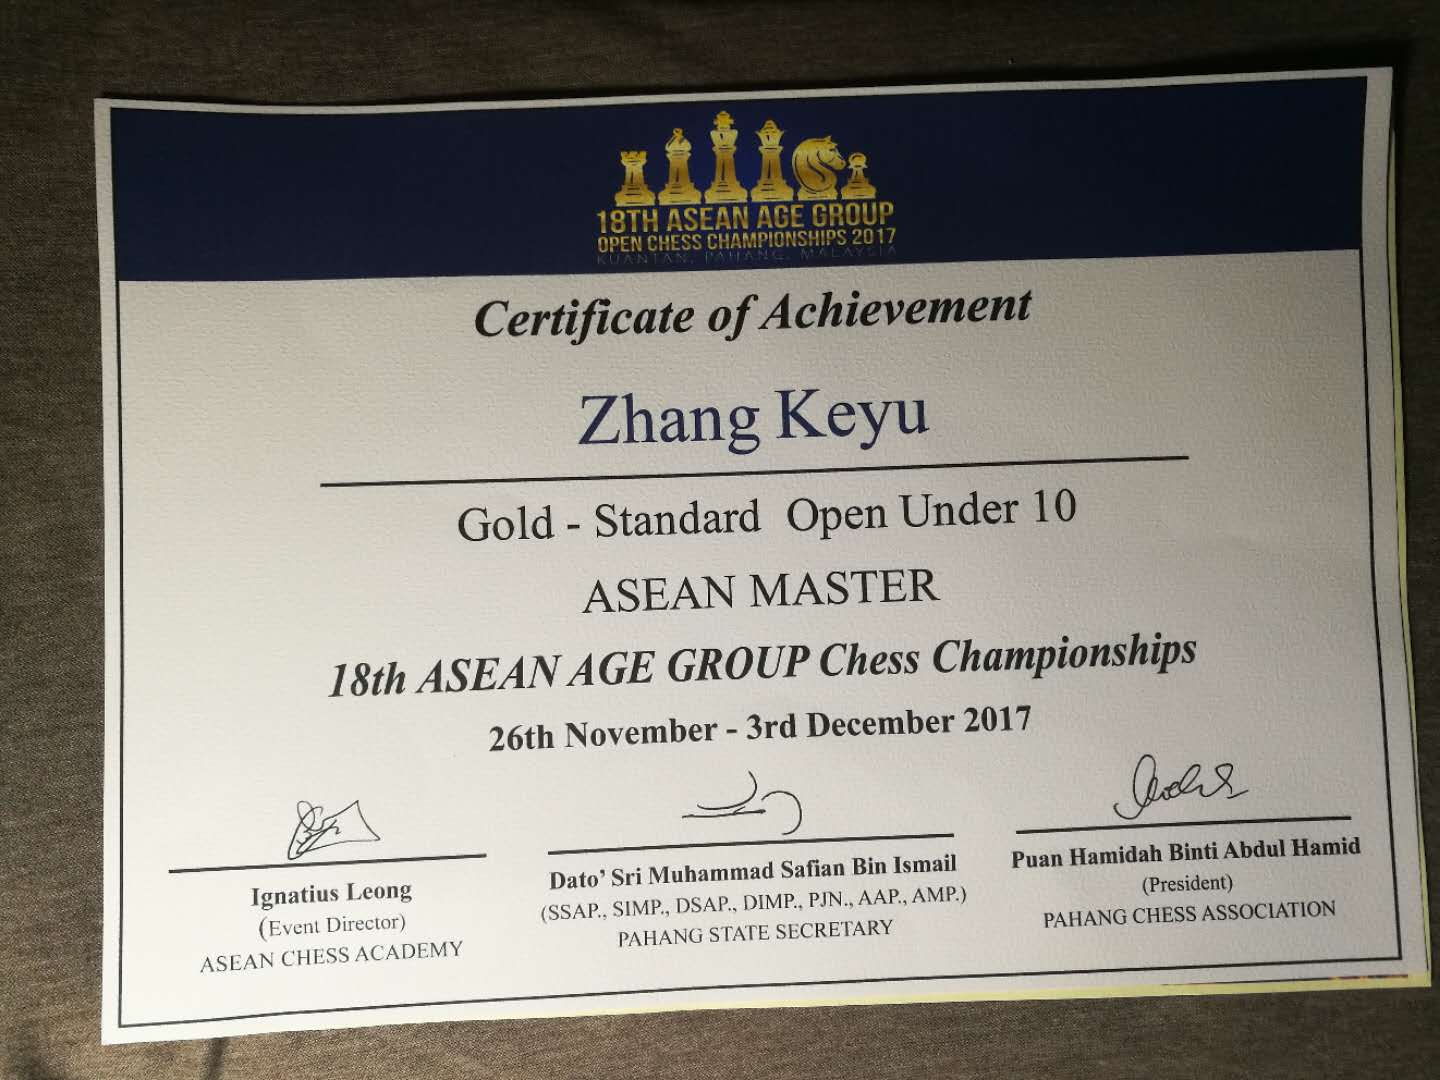 18TH ASEAN AGE GROUP
OPEN CHESS CHAMPIONSHIPS 2017
KUANTAN, PAHANG, MALAYSIA
Certificate of Achievement
Zhang Keyu
Gold - Standard Open Under 10
ASEAN MASTER
18th ASEAN AGE GROUP Chess Championships
26th November - 3rd December 2017
Ignatius Leong
(Event Director)
ASEAN CHESS ACADEMY
Dato' Sri Muhammad Safian Bin Ismail
(SSAP., SIMP., DSAP., DIMP., PJN., AAP., AMP.)
PAHANG STATE SECRETARY
Puan Hamidah Binti Abdul Hamid
(President)
PAHANG CHESS ASSOCIATION